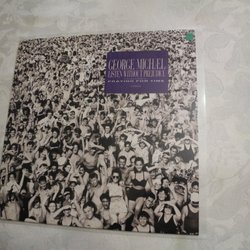 GEORGE MICHAEL
LISTEN WITHOUT PREJUDICE
PRAYING FOR TIME